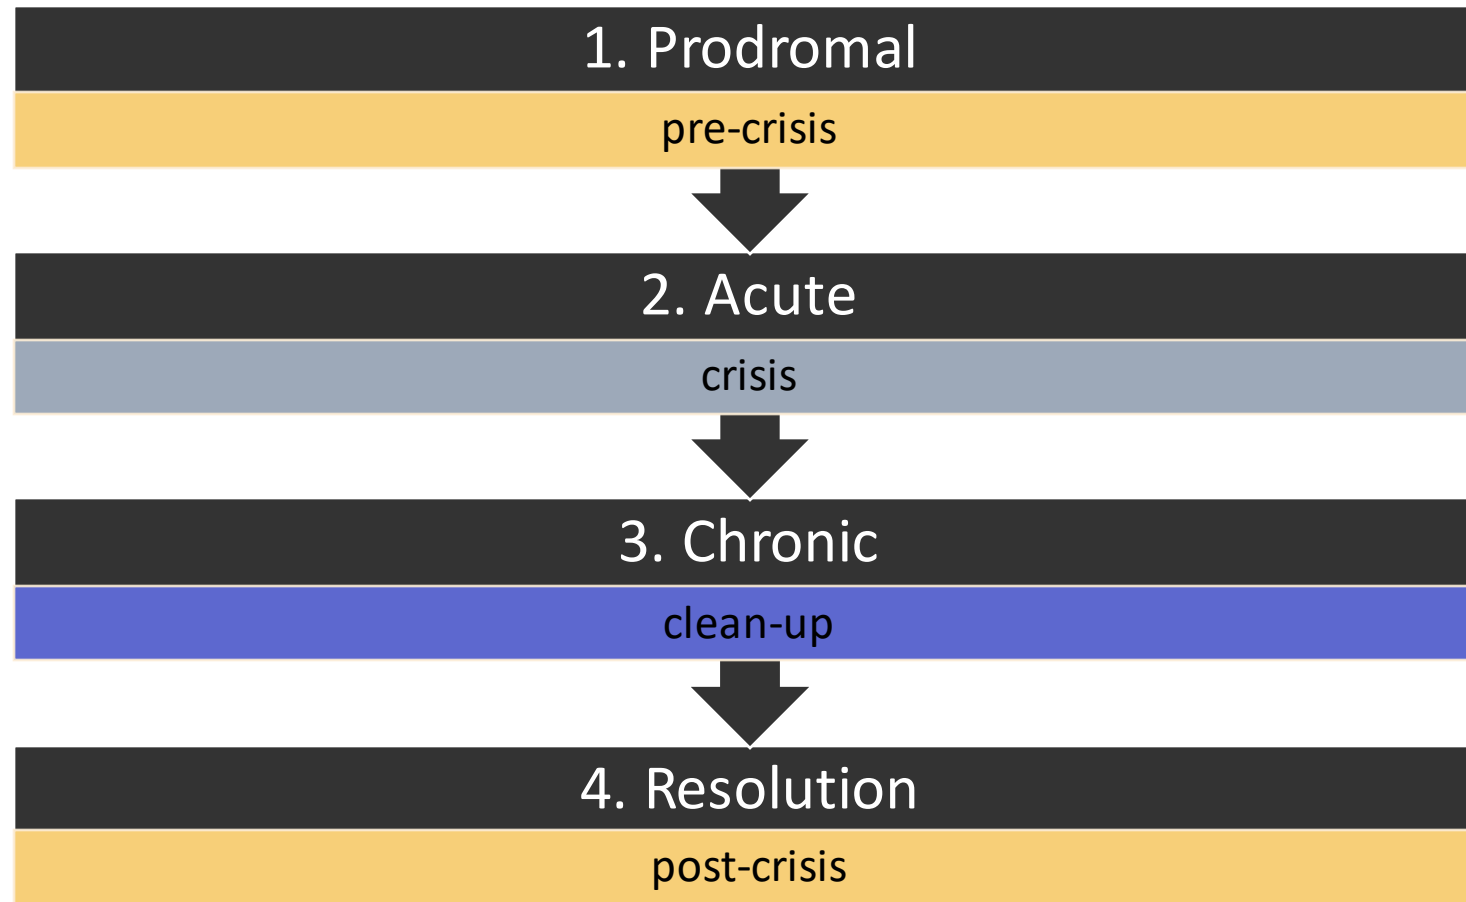 1. Prodromal
pre-crisis
2. Acute
crisis
3. Chronic
clean-up
4. Resolution
post-crisis